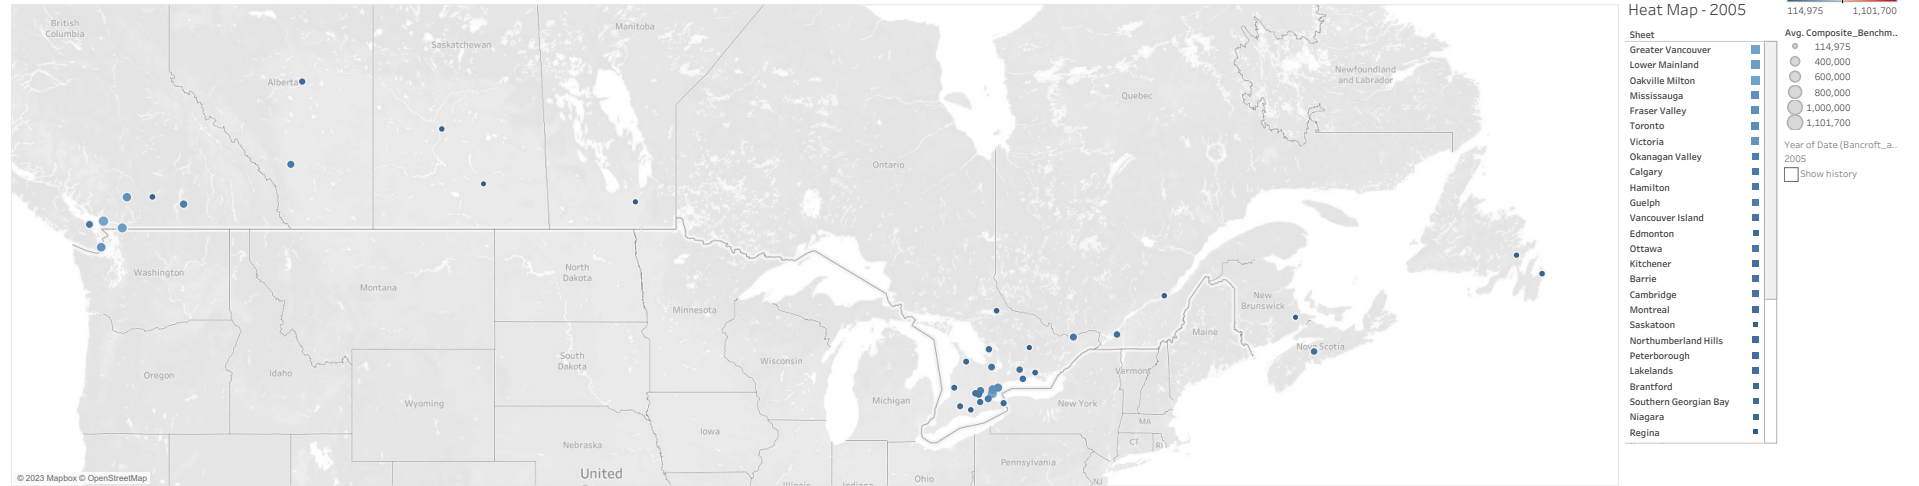 British
Columbia
Alberta
Saskatchewan
Manitoba
Ontario
Quebec
Newfoundland
and Labrador
New
Brunswick
Nova Scotia
Washington
Montana
North
Dakota
Minnesota
Maine
Oregon
Idaho
Wyoming
South
Dakota
Wisconsin
Michigan
Vermont
New York
MA
CT
RI
Iowa
Nebraska
United
Illinois
Indiana
Ohio
Pennsylvania
NJ
© 2023 Mapbox © OpenStreetMap
Heat Map - 2005
Sheet
Greater Vancouver
Lower Mainland
Oakville Milton
Mississauga
Fraser Valley
Toronto
Victoria
Okanagan Valley
Calgary
Hamilton
Guelph
Vancouver Island
Edmonton
Ottawa
Kitchener
Barrie
Cambridge
Montreal
Saskatoon
Northumberland Hills
Peterborough
Lakelands
Brantford
Southern Georgian Bay
Niagara
Regina
114,975 1,101,700
Avg. Composite_Benchm..
114,975
400,000
600,000
800,000
1,000,000
1,101,700
Year of Date (Bancroft_a..
2005
Show history